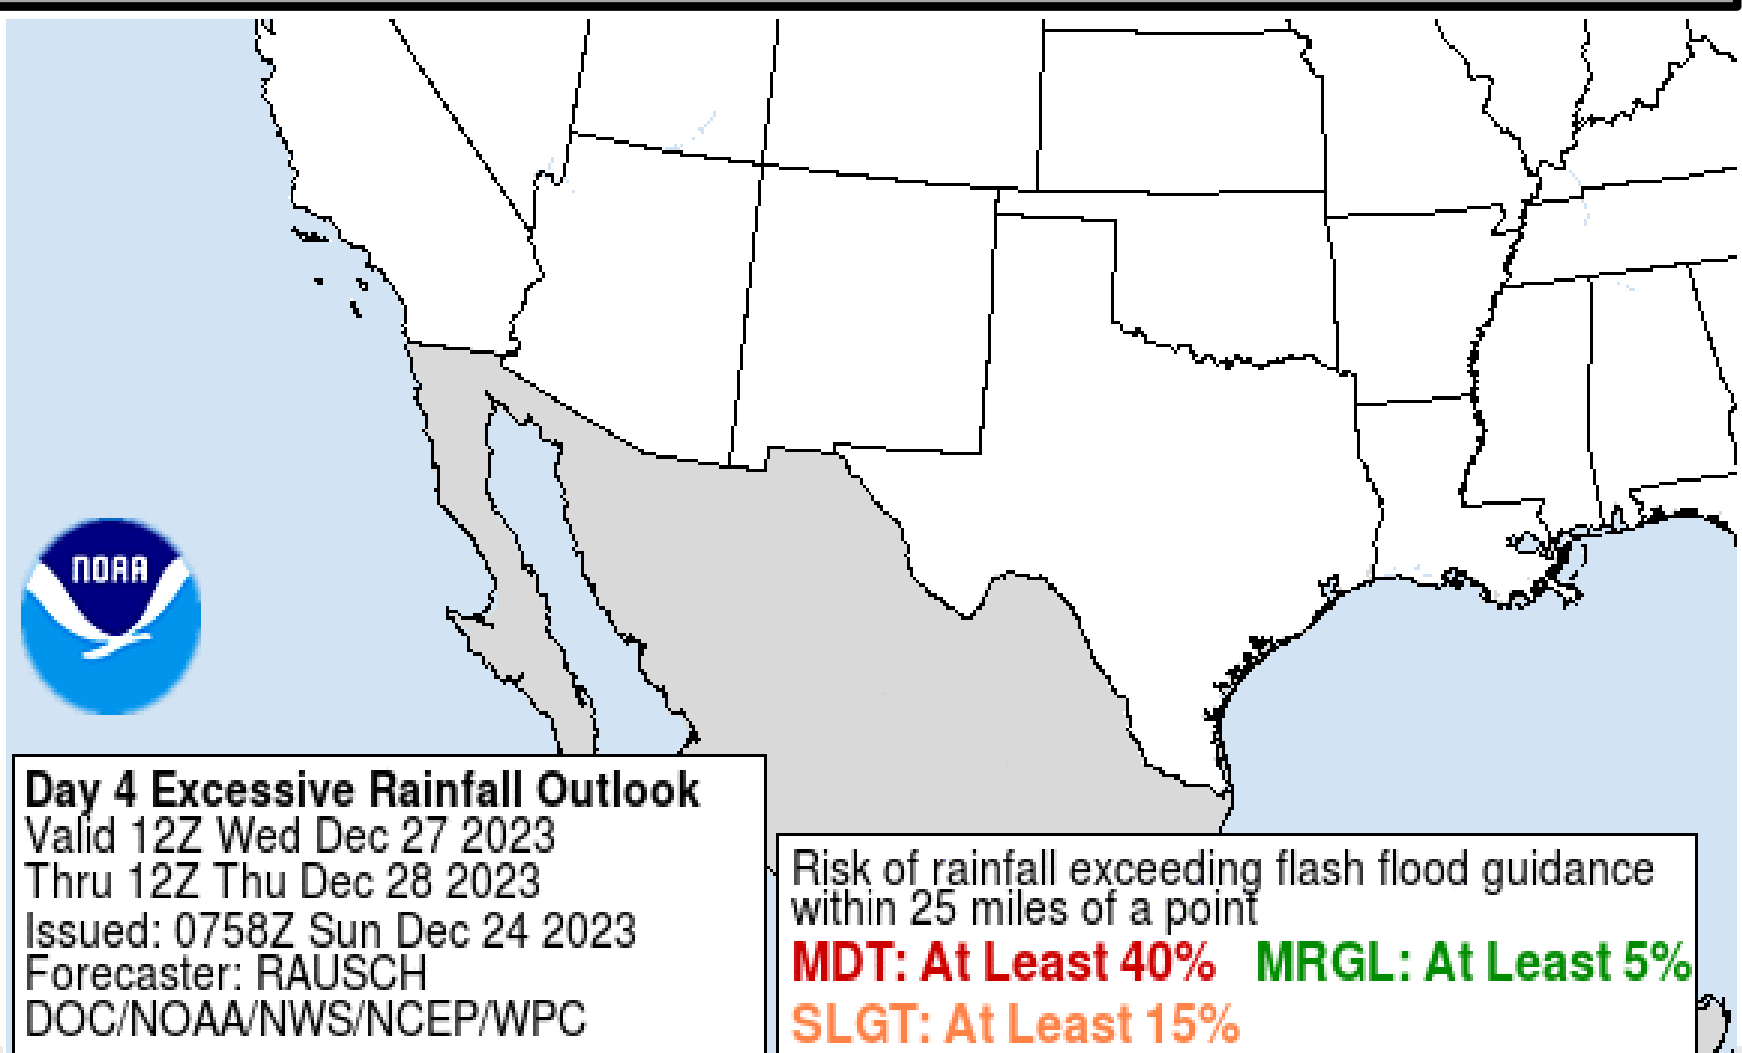 NOAA
Day 4 Excessive Rainfall Outlook
Valid 12Z Wed Dec 27 2023
Thru 12Z Thu Dec 28 2023
Issued: 0758Z Sun Dec 24 2023
Forecaster: RAUSCH
DOC/NOAA/NWS/NCEP/WPC
Risk of rainfall exceeding flash flood guidance
within 25 miles of a point
MDT: At Least 40% MRGL: At Least 5%
SLGT: At Least 15%